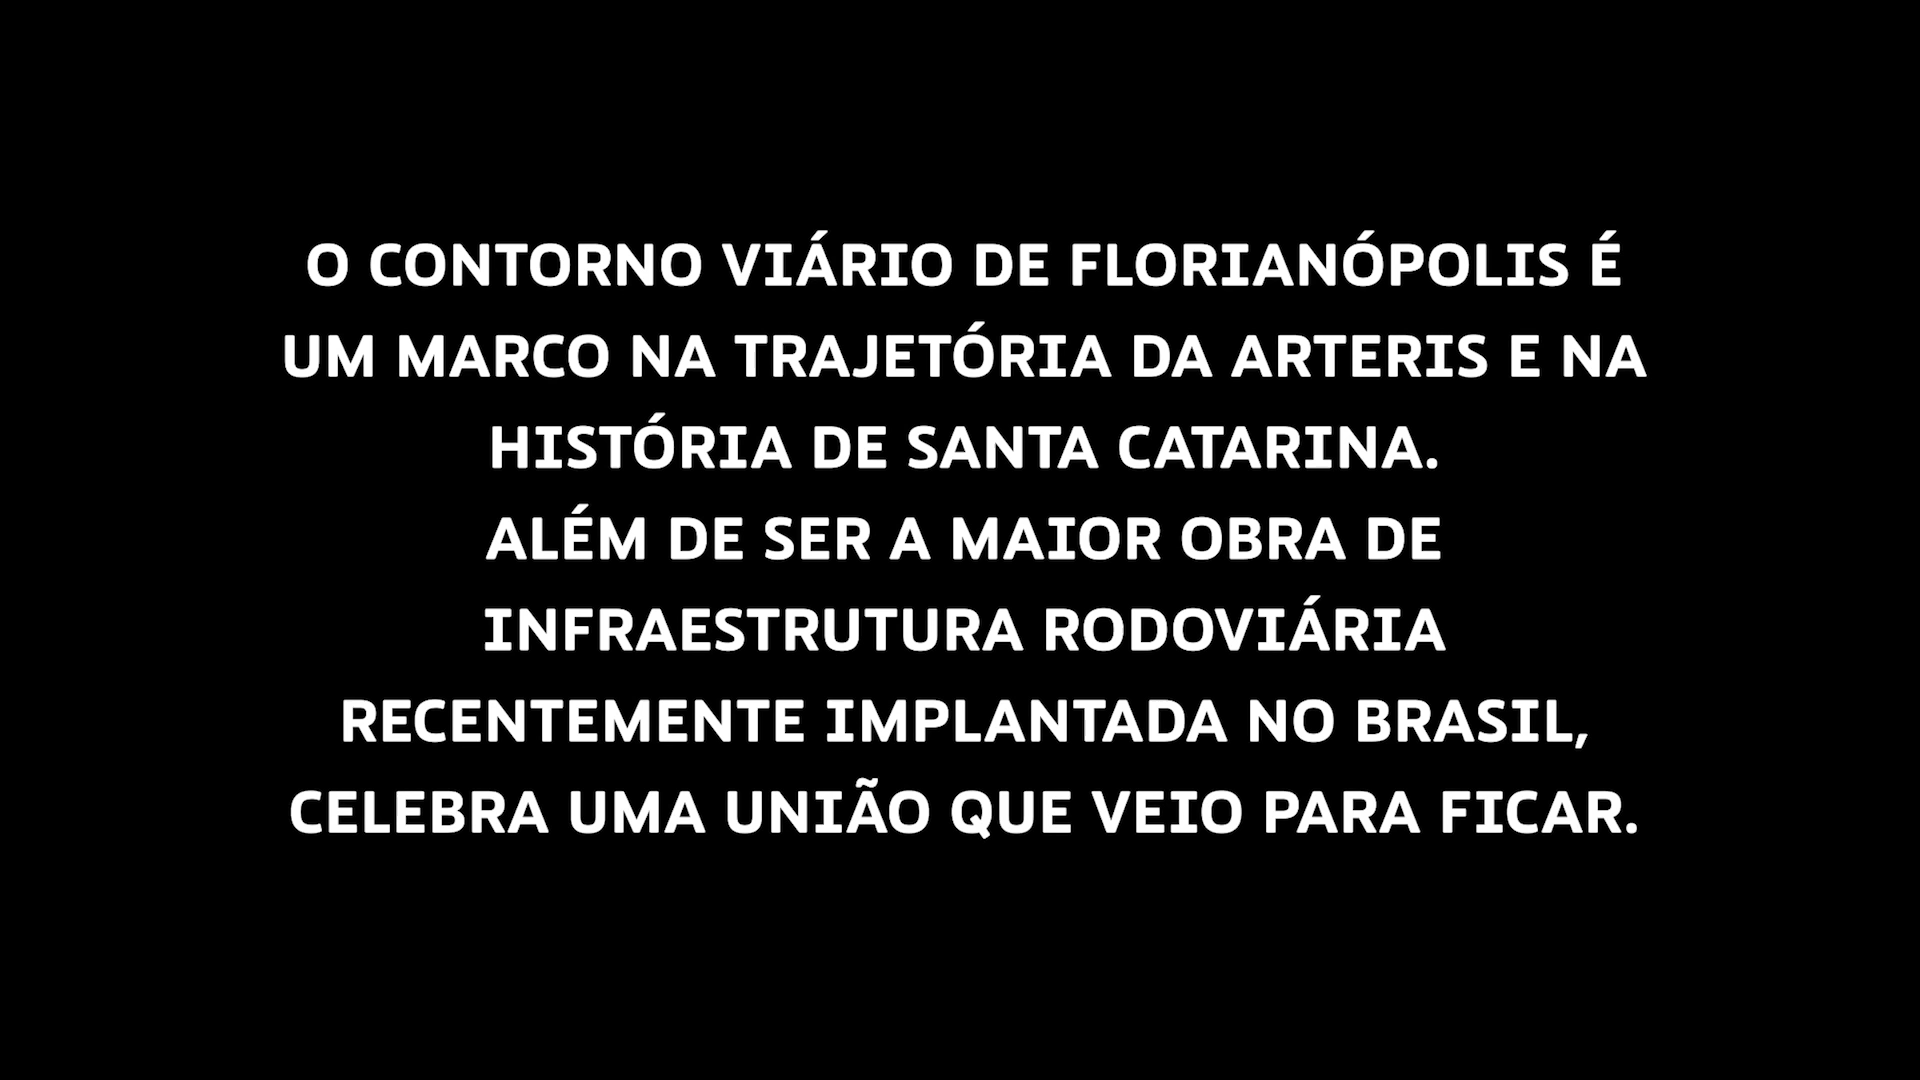 O CONTORNO VIÁRIO DE FLORIANÓPOLIS É
UM MARCO NA TRAJETÓRIA DA ARTERIS E NA
HISTÓRIA DE SANTA CATARINA.
ALÉM DE SER A MAIOR OBRA DE
INFRAESTRUTURA RODOVIÁRIA
RECENTEMENTE IMPLANTADA NO BRASIL,
CELEBRA UMA UNIÃO QUE VEIO PARA FICAR.